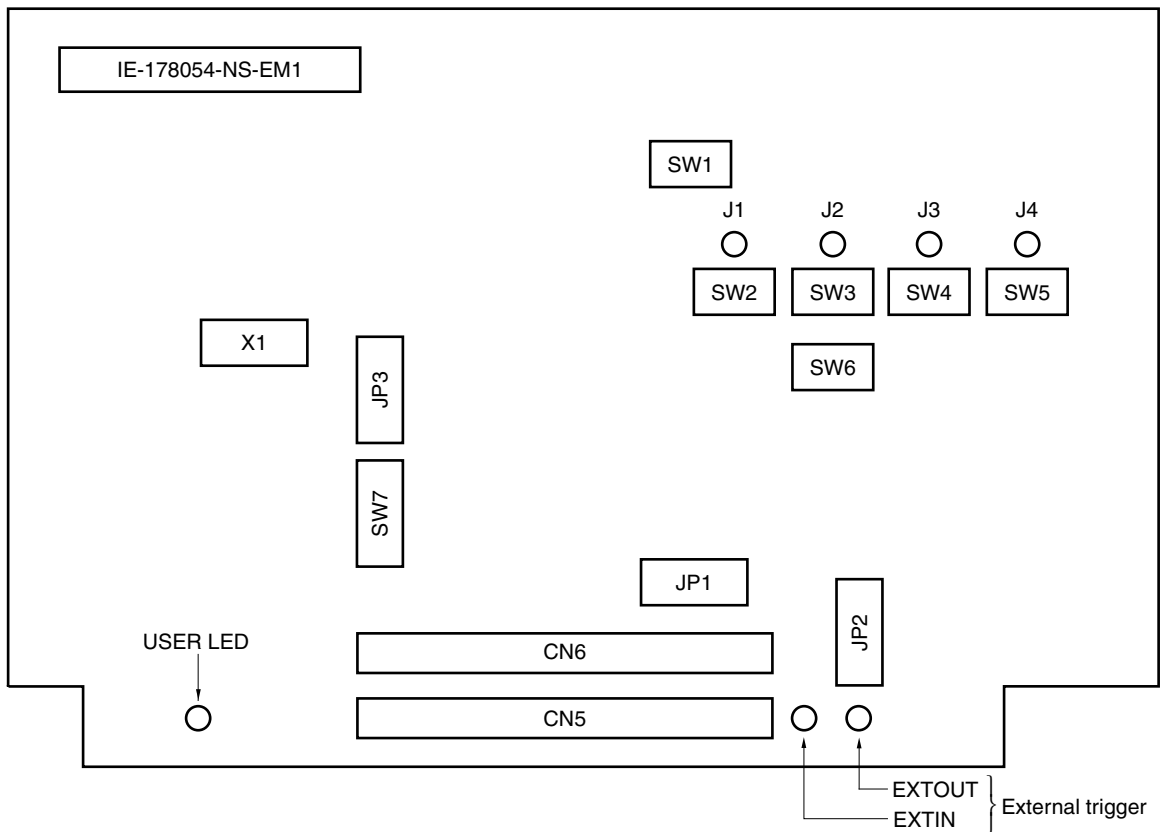 IE-178054-NS-EM1
SW1
J1 J2 J3 J4
SW2 SW3 SW4 SW5
X1
SW6
JP3
SW7
JP1
JP2
USER LED
CN6
CN5
EXTOUT
EXTIN
External trigger